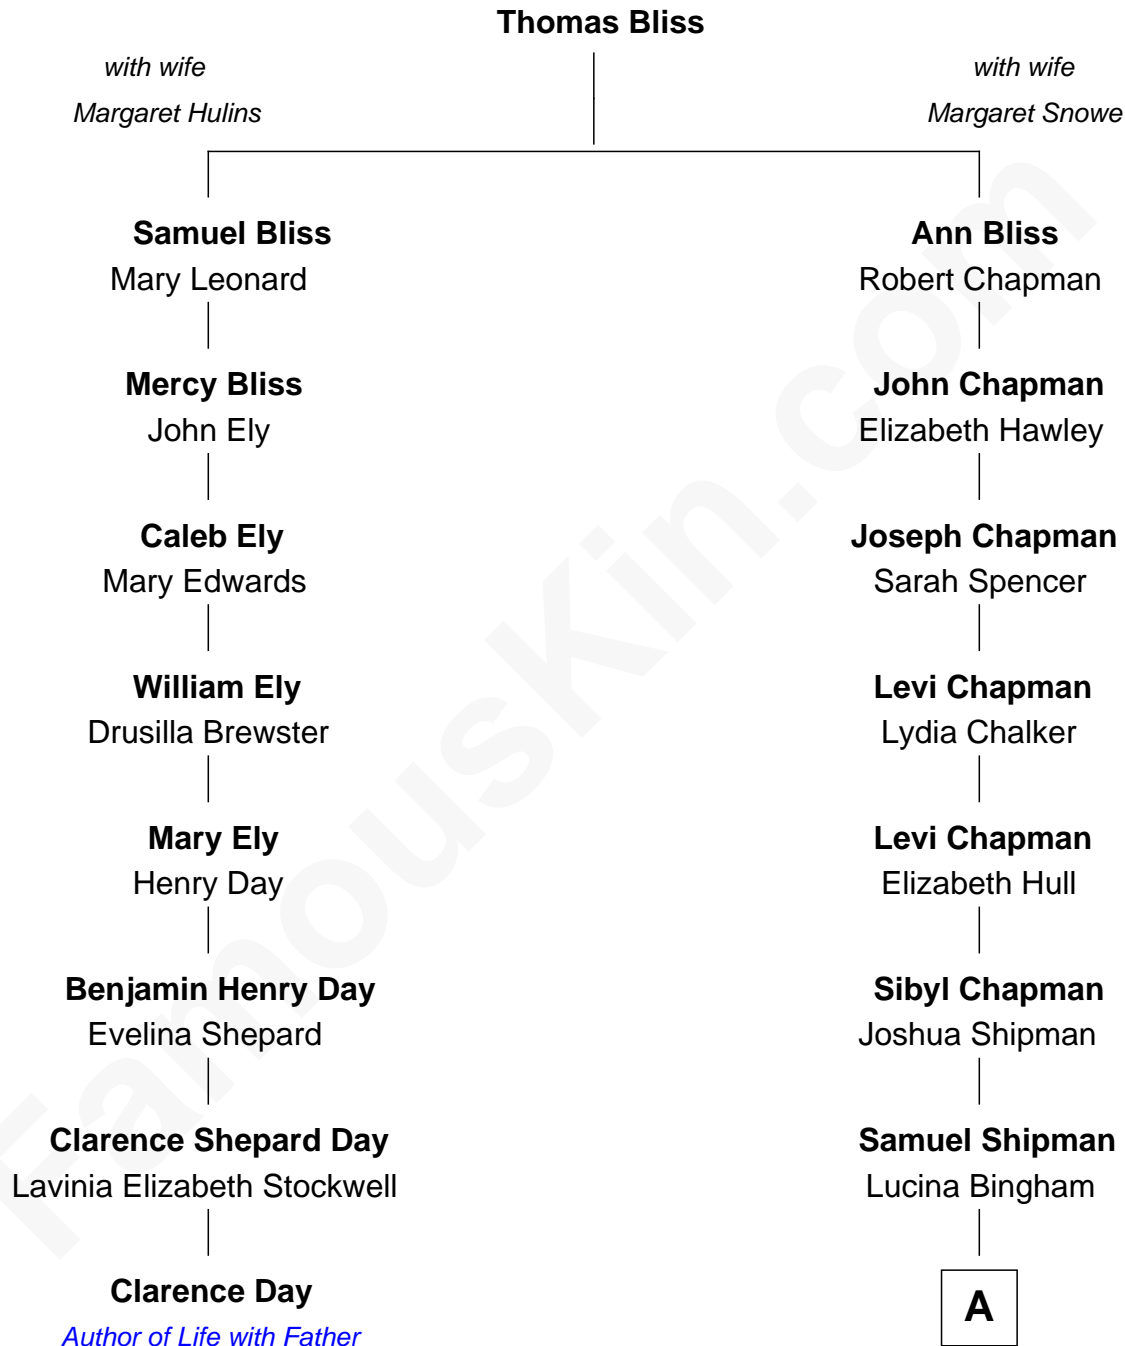 Thomas Bliss
with wife
Margaret Hulins
with wife
Margaret Snowe
Samuel Bliss
Mary Leonard
Ann Bliss
Robert Chapman
Mercy Bliss
John Ely
John Chapman
Elizabeth Hawley
Caleb Ely
Mary Edwards
Joseph Chapman
Sarah Spencer
William Ely
Drusilla Brewster
Levi Chapman
Lydia Chalker
Mary Ely
Henry Day
Levi Chapman
Elizabeth Hull
Benjamin Henry Day
Evelina Shepard
Sibyl Chapman
Joshua Shipman
Clarence Shepard Day
Lavinia Elizabeth Stockwell
Samuel Shipman
Lucina Bingham
Clarence Day
Author of Life with Father
A
FamousKin.com